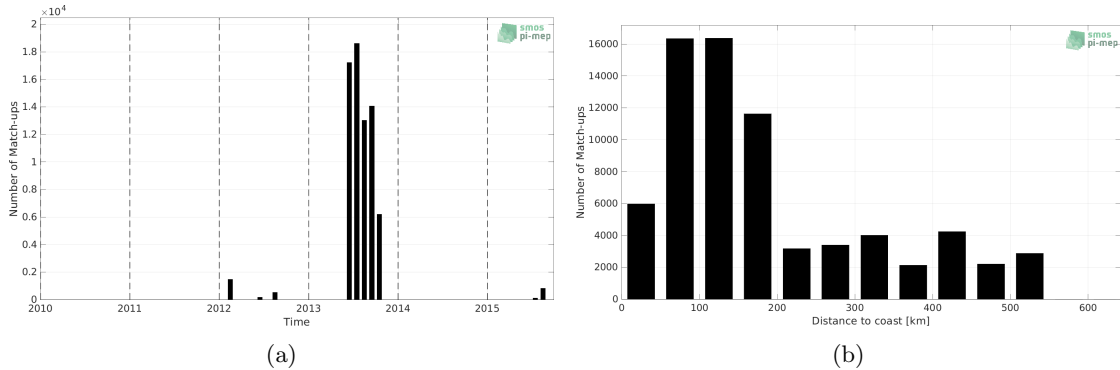 ×10⁴
2
1.8
1.6
1.4
1.2
1
0.8
0.6
0.4
0.2
0
Number of Match-ups
2010 2011 2012 2013 2014 2015
Time
smos
pi-mep
(a)
16000
14000
12000
10000
8000
6000
4000
2000
0
Number of Match-ups
0 100 200 300 400 500 600
Distance to coast [km]
smos
pi-mep
(b)